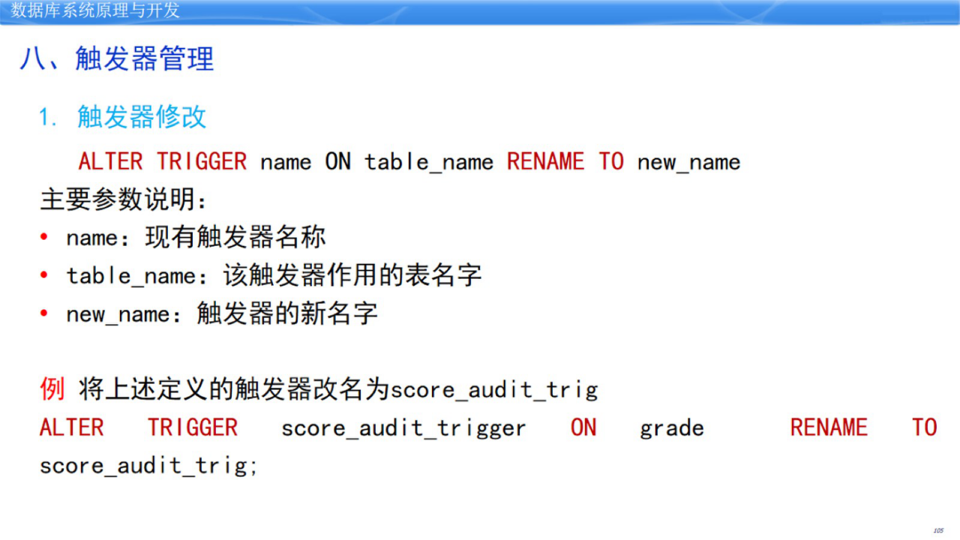 数据库系统原理与开发
八、触发器管理
1. 触发器修改
ALTER TRIGGER name ON table_name RENAME TO new_name
主要参数说明：
• name：现有触发器名称
• table_name：该触发器作用的表名字
• new_name：触发器的新名字
例 将上述定义的触发器改名为score_audit_trig
ALTER TRIGGER score_audit_trigger ON grade RENAME TO
score_audit_trig;
105